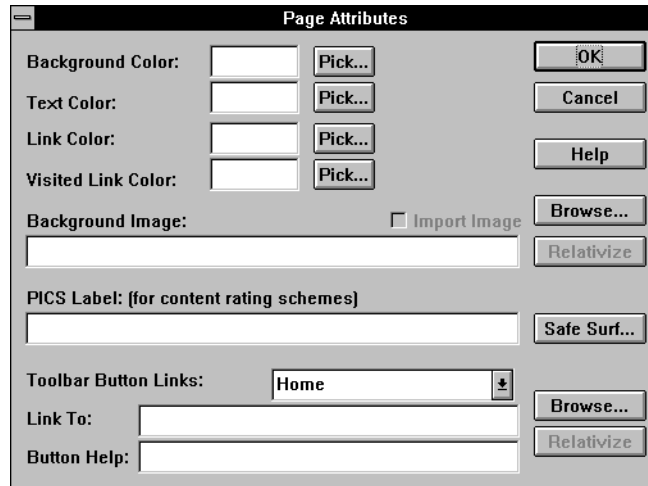 Page Attributes
Background Color: Pick... OK
Text Color: Pick... Cancel
Link Color: Pick... Help
Visited Link Color: Pick...
Background Image: Import Image Browse...
Relativize
PICS Label: (for content rating schemes)
Safe Surf...
Toolbar Button Links: Home
Link To: Browse...
Button Help: Relativize